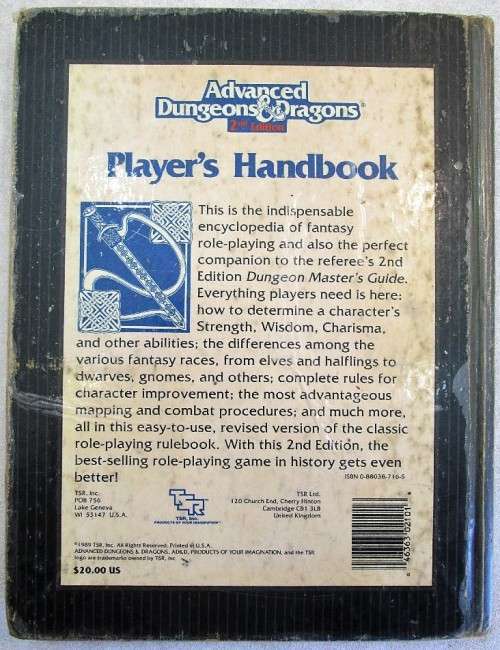 Advanced
Dungeons & Dragons®
2nd Edition
Player's Handbook
This is the indispensable
encyclopedia of fantasy
role-playing and also the perfect
companion to the referee's 2nd
Edition Dungeon Master's Guide.
Everything players need is here:
how to determine a character's
Strength, Wisdom, Charisma,
and other abilities; the differences among the
various fantasy races, from elves and halflings to
dwarves, gnomes, and others; complete rules for
character improvement; the most advantageous
mapping and combat procedures; and much more,
all in this easy-to-use, revised version of the classic
role-playing rulebook. With this 2nd Edition, the
best-selling role-playing game in history gets even
better!
ISBN 0-88038-716-5
TSR, Inc.
POB 756
Lake Geneva
WI 53147 U.S.A.
TSR
TSR, Inc.
PRODUCTS OF YOUR IMAGINATION™
TSR Ltd.
120 Church End, Cherry Hinton
Cambridge CB1 3LB
United Kingdom
©1989 TSR, Inc. All Rights Reserved. Printed in U.S.A.
ADVANCED DUNGEONS & DRAGONS, AD&D, PRODUCTS OF YOUR IMAGINATION, and the TSR
logo are trademarks owned by TSR, Inc.
$20.00 US
46363 02101